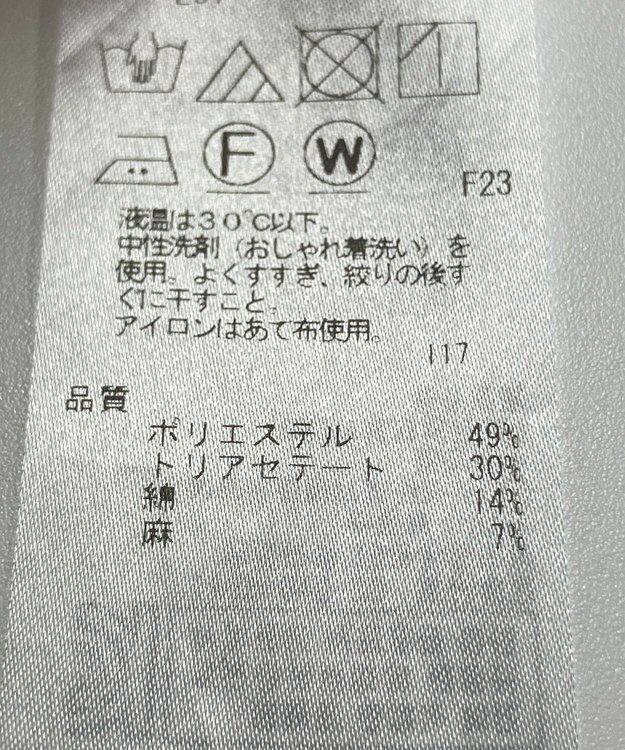 F
W
F23
液温は30℃以下。
中性洗剤(おしゃれ着洗い)を
使用。よくすすぎ、絞りの後す
ぐに干すこと。
アイロンはあて布使用。
117
品質
ポリエステル 49%
トリアセテート 30%
綿 14%
麻 7%